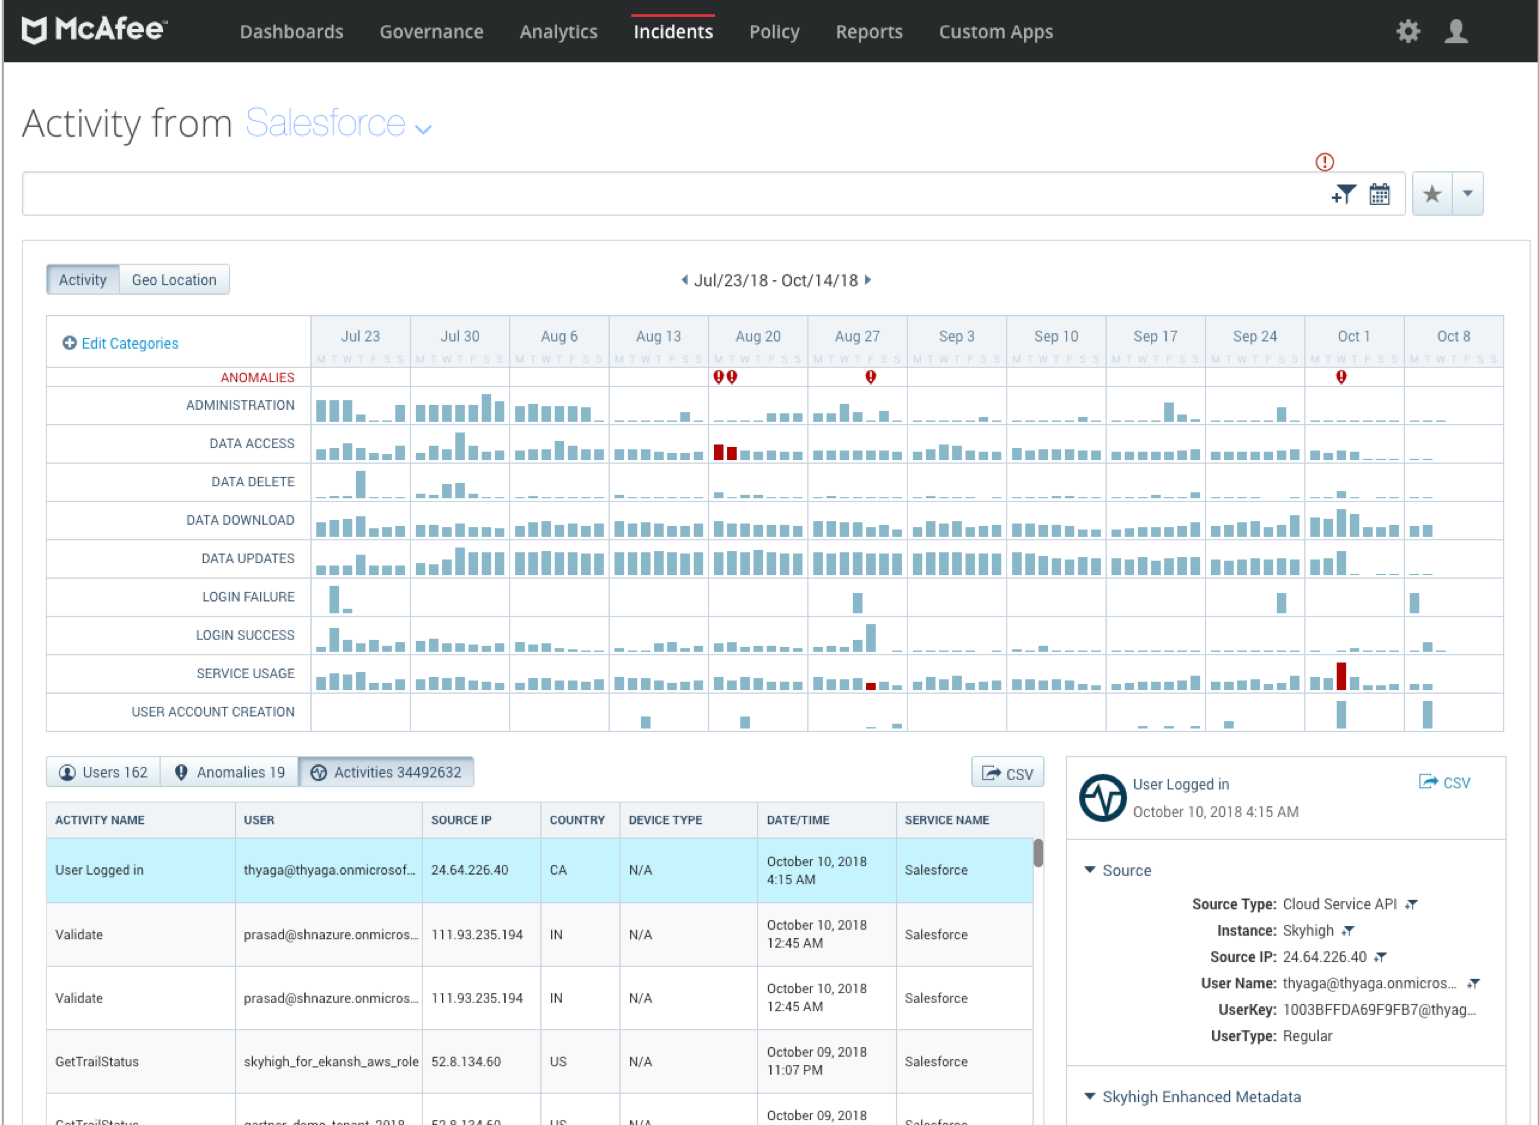 McAfee™
Dashboards Governance Analytics Incidents Policy Reports Custom Apps
Activity from Salesforce
Activity Geo Location
Jul/23/18 - Oct/14/18
Edit Categories Jul 23 Jul 30 Aug 6 Aug 13 Aug 20 Aug 27 Sep 3 Sep 10 Sep 17 Sep 24 Oct 1 Oct 8
M T W T F S S M T W T F S S M T W T F S S M T W T F S S M T W T F S S M T W T F S S M T W T F S S M T W T F S S M T W T F S S M T W T F S S M T W T F S S M T W T F S S
ANOMALIES
ADMINISTRATION
DATA ACCESS
DATA DELETE
DATA DOWNLOAD
DATA UPDATES
LOGIN FAILURE
LOGIN SUCCESS
SERVICE USAGE
USER ACCOUNT CREATION
Users 162 Anomalies 19 Activities 34492632 CSV
ACTIVITY NAME USER SOURCE IP COUNTRY DEVICE TYPE DATE/TIME SERVICE NAME
User Logged in thyaga@thyaga.onmicrosof... 24.64.226.40 CA N/A October 10, 2018 4:15 AM Salesforce
Validate prasad@shnazure.onmicros... 111.93.235.194 IN N/A October 10, 2018 12:45 AM Salesforce
Validate prasad@shnazure.onmicros... 111.93.235.194 IN N/A October 10, 2018 12:45 AM Salesforce
GetTrailStatus skyhigh_for_ekansh_aws_role 52.8.134.60 US N/A October 09, 2018 11:07 PM Salesforce
GetTrailStatus 52.8.134.60 US N/A October 09, 2018 Salesforce
User Logged in CSV
October 10, 2018 4:15 AM
Source
Source Type: Cloud Service API
Instance: Skyhigh
Source IP: 24.64.226.40
User Name: thyaga@thyaga.onmicros...
UserKey: 1003BFFDA69F9FB7@thyag...
UserType: Regular
Skyhigh Enhanced Metadata